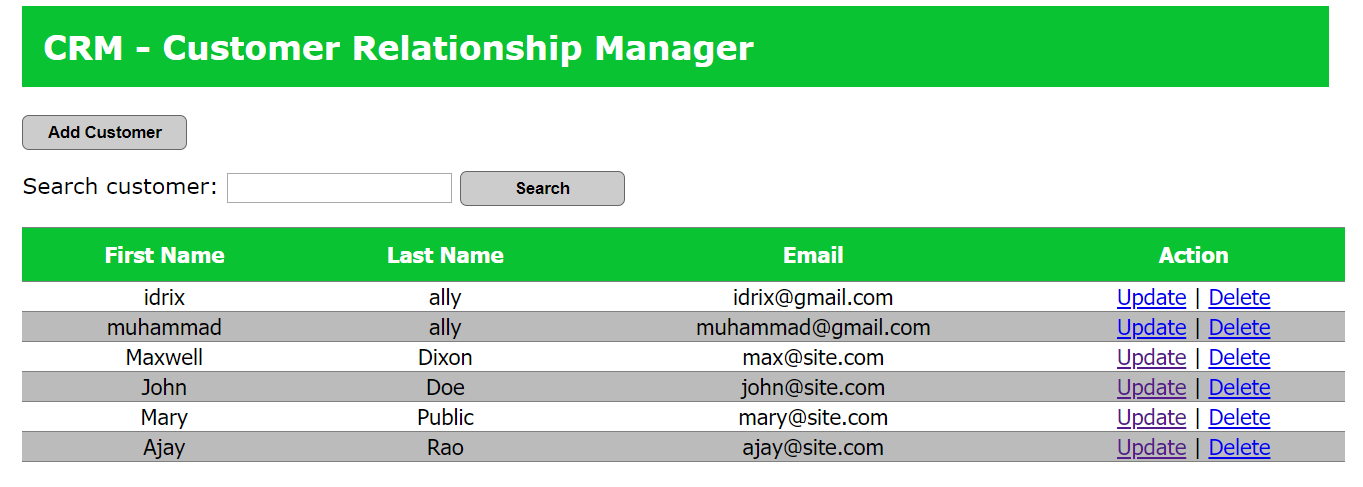 CRM - Customer Relationship Manager
Add Customer
Search customer: Search
First Name Last Name Email Action
idrix ally idrix@gmail.com Update | Delete
muhammad ally muhammad@gmail.com Update | Delete
Maxwell Dixon max@site.com Update | Delete
John Doe john@site.com Update | Delete
Mary Public mary@site.com Update | Delete
Ajay Rao ajay@site.com Update | Delete